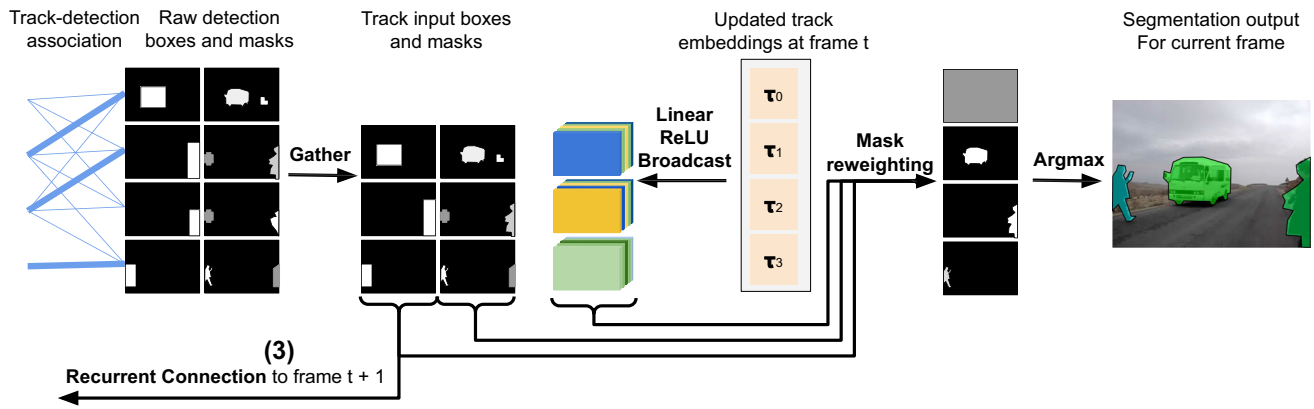 Track-detection
association
Raw detection
boxes and masks
Track input boxes
and masks
Updated track
embeddings at frame t
Segmentation output
For current frame
Gather
Linear
ReLU
Broadcast
τ0
τ1
τ2
τ3
Mask
reweighting
Argmax
(3)
Recurrent Connection to frame t + 1